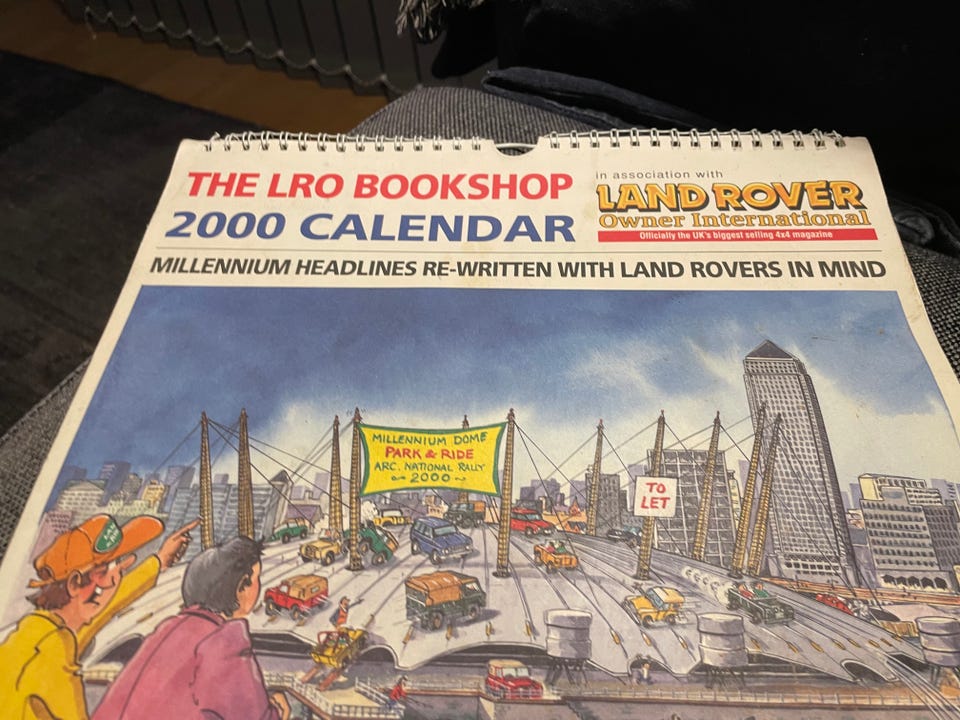 THE LRO BOOKSHOP
2000 CALENDAR
in association with
LAND ROVER
Owner International
Officially the UK's biggest selling 4x4 magazine
MILLENNIUM HEADLINES RE-WRITTEN WITH LAND ROVERS IN MIND
MILLENNIUM DOME
PARK & RIDE
ARC. NATIONAL RALLY
~ 2000 ~
TO
LET